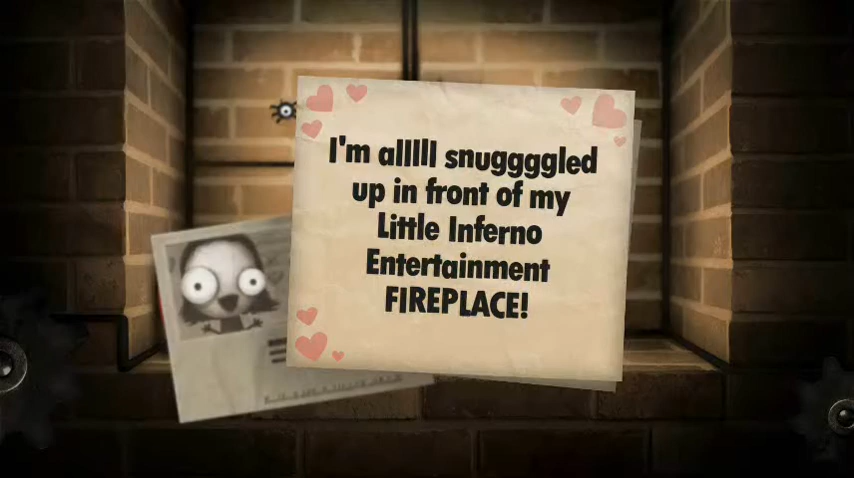 I'm alllll snuggggled
up in front of my
Little Inferno
Entertainment
FIREPLACE!